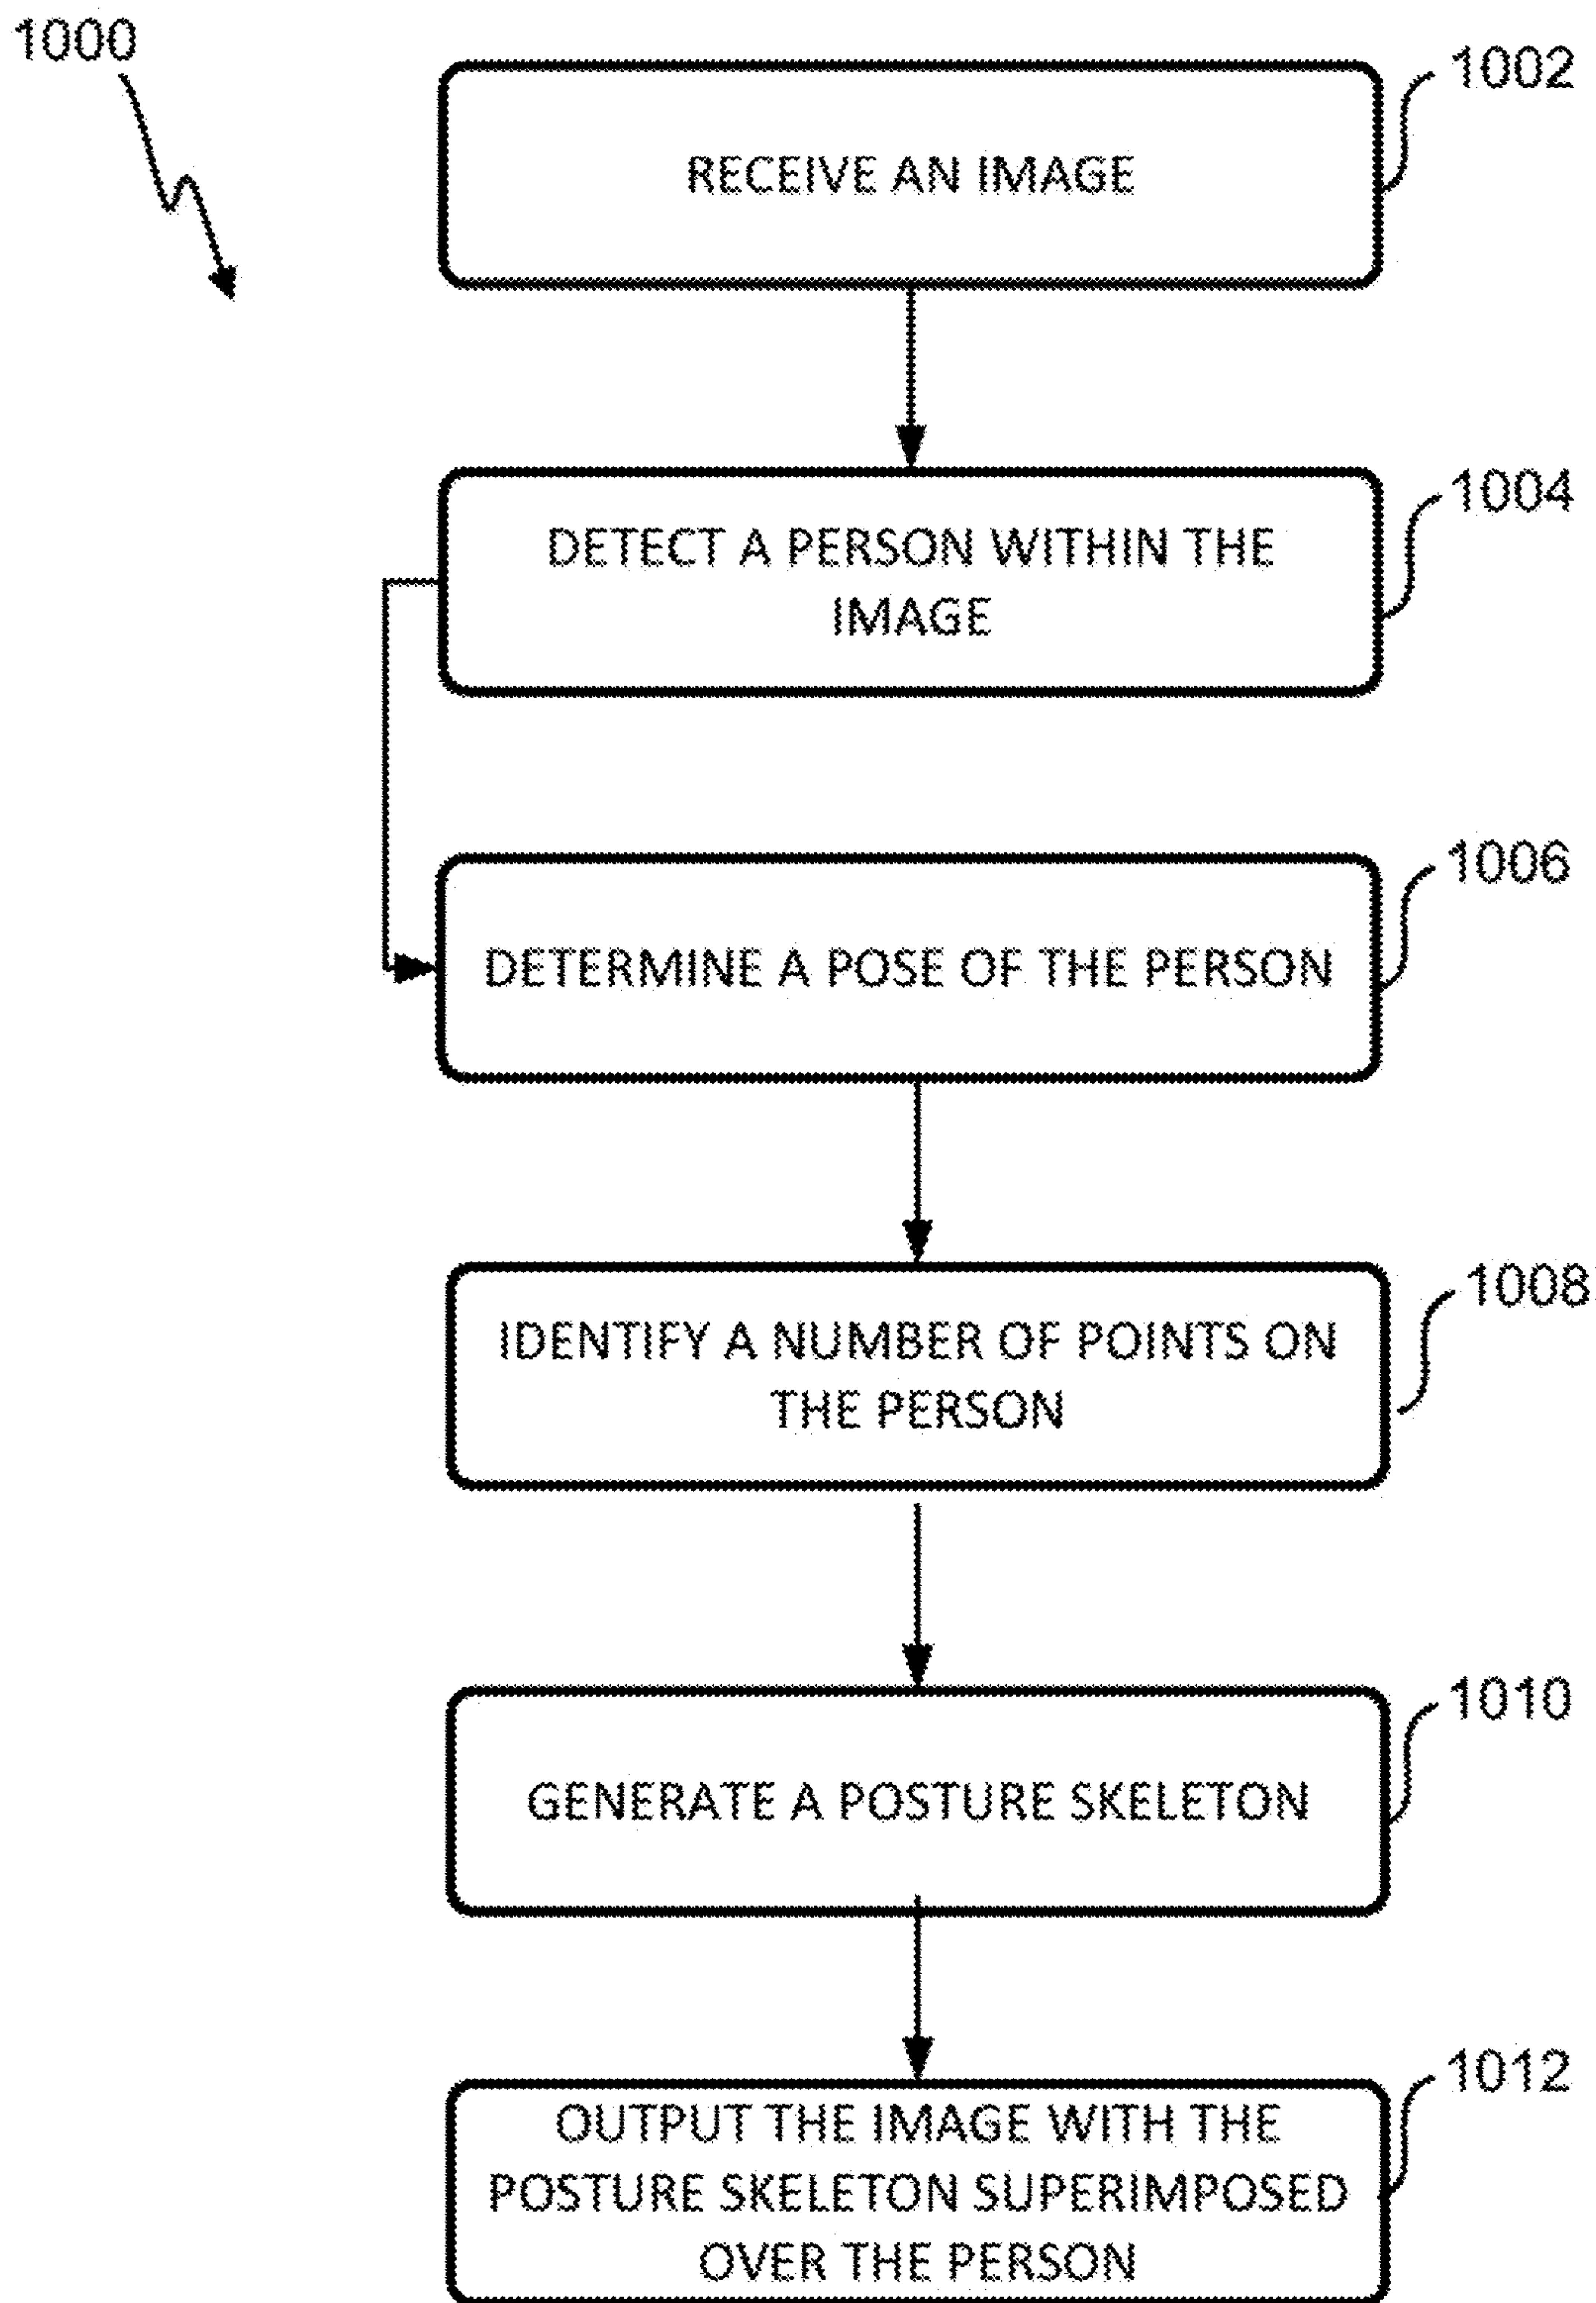 1000
1002
RECEIVE AN IMAGE
1004
DETECT A PERSON WITHIN THE
IMAGE
1006
DETERMINE A POSE OF THE PERSON
1008
IDENTIFY A NUMBER OF POINTS ON
THE PERSON
1010
GENERATE A POSTURE SKELETON
1012
OUTPUT THE IMAGE WITH THE
POSTURE SKELETON SUPERIMPOSED
OVER THE PERSON